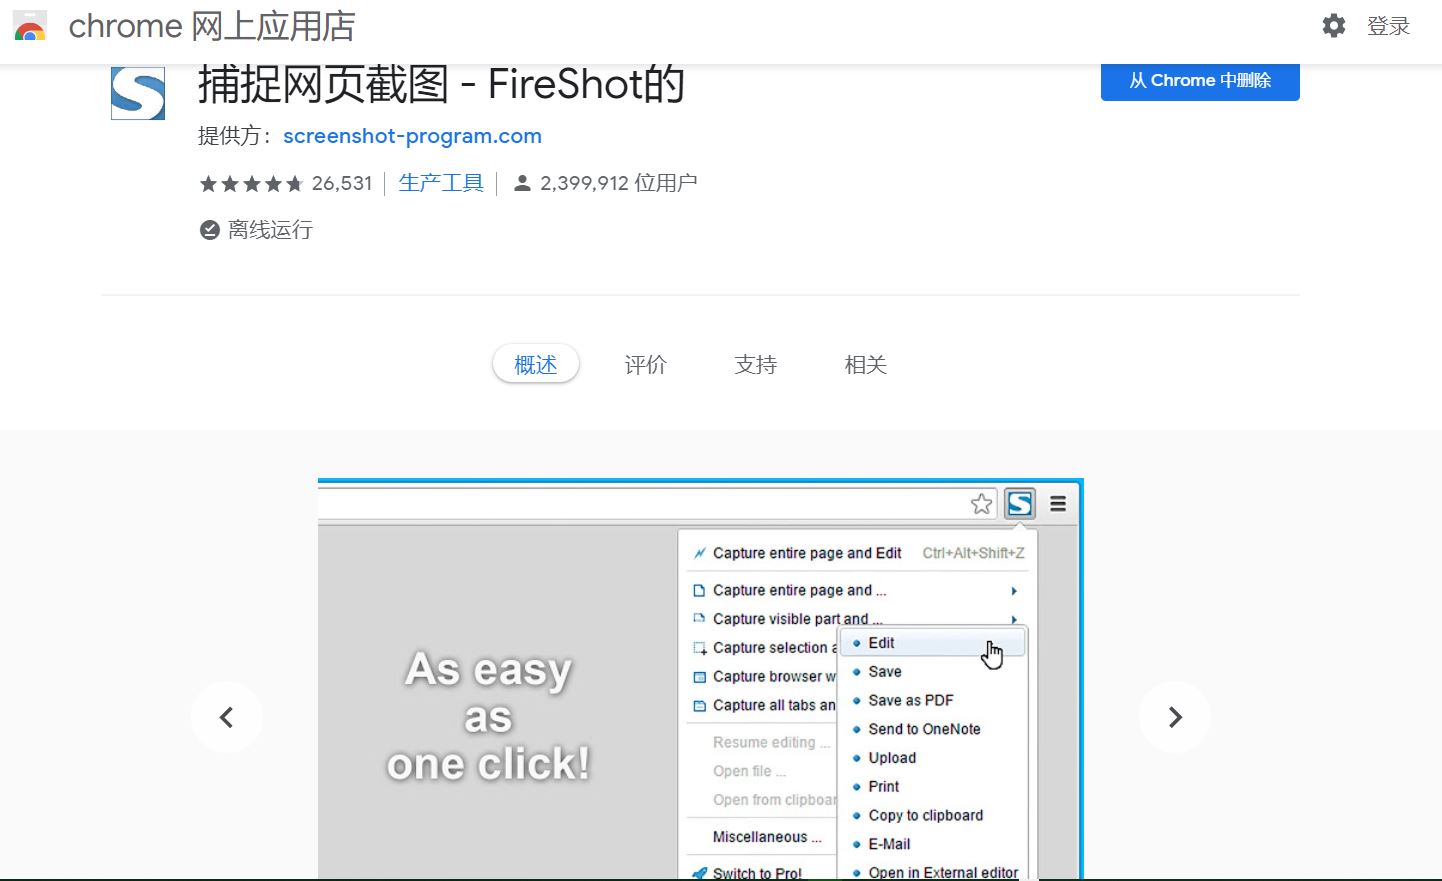 chrome 网上应用店
登录
捕捉网页截图 - FireShot的
从 Chrome 中删除
提供方： screenshot-program.com
26,531 生产工具 2,399,912 位用户
离线运行
概述 评价 支持 相关
As easy
as
one click!
Capture entire page and Edit Ctrl+Alt+Shift+Z
Capture entire page and ...
Capture visible part and ...
Capture selection a
Capture browser w
Capture all tabs an
Resume editing ...
Open file ...
Open from clipboar
Miscellaneous ...
Switch to Pro!
Edit
Save
Save as PDF
Send to OneNote
Upload
Print
Copy to clipboard
E-Mail
Open in External editor